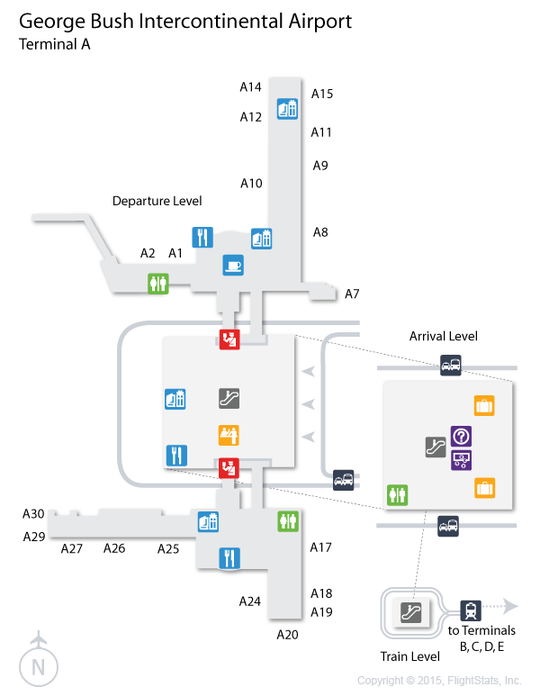 George Bush Intercontinental Airport
Terminal A
A14
A15
A12
A11
A9
A10
Departure Level
A8
A2
A1
A7
Arrival Level
A30
A29
A27
A26
A25
A17
A24
A18
A19
A20
to Terminals
B, C, D, E
Train Level
N
Copyright © 2015, FlightStats, Inc.